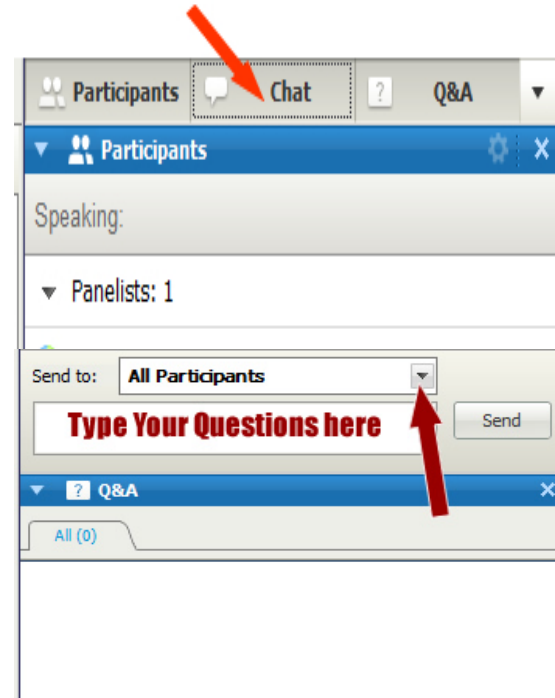 Participants Chat ? Q&A
Participants
Speaking:
Panelists: 1
Send to: All Participants
Type Your Questions here Send
? Q&A
All (0)